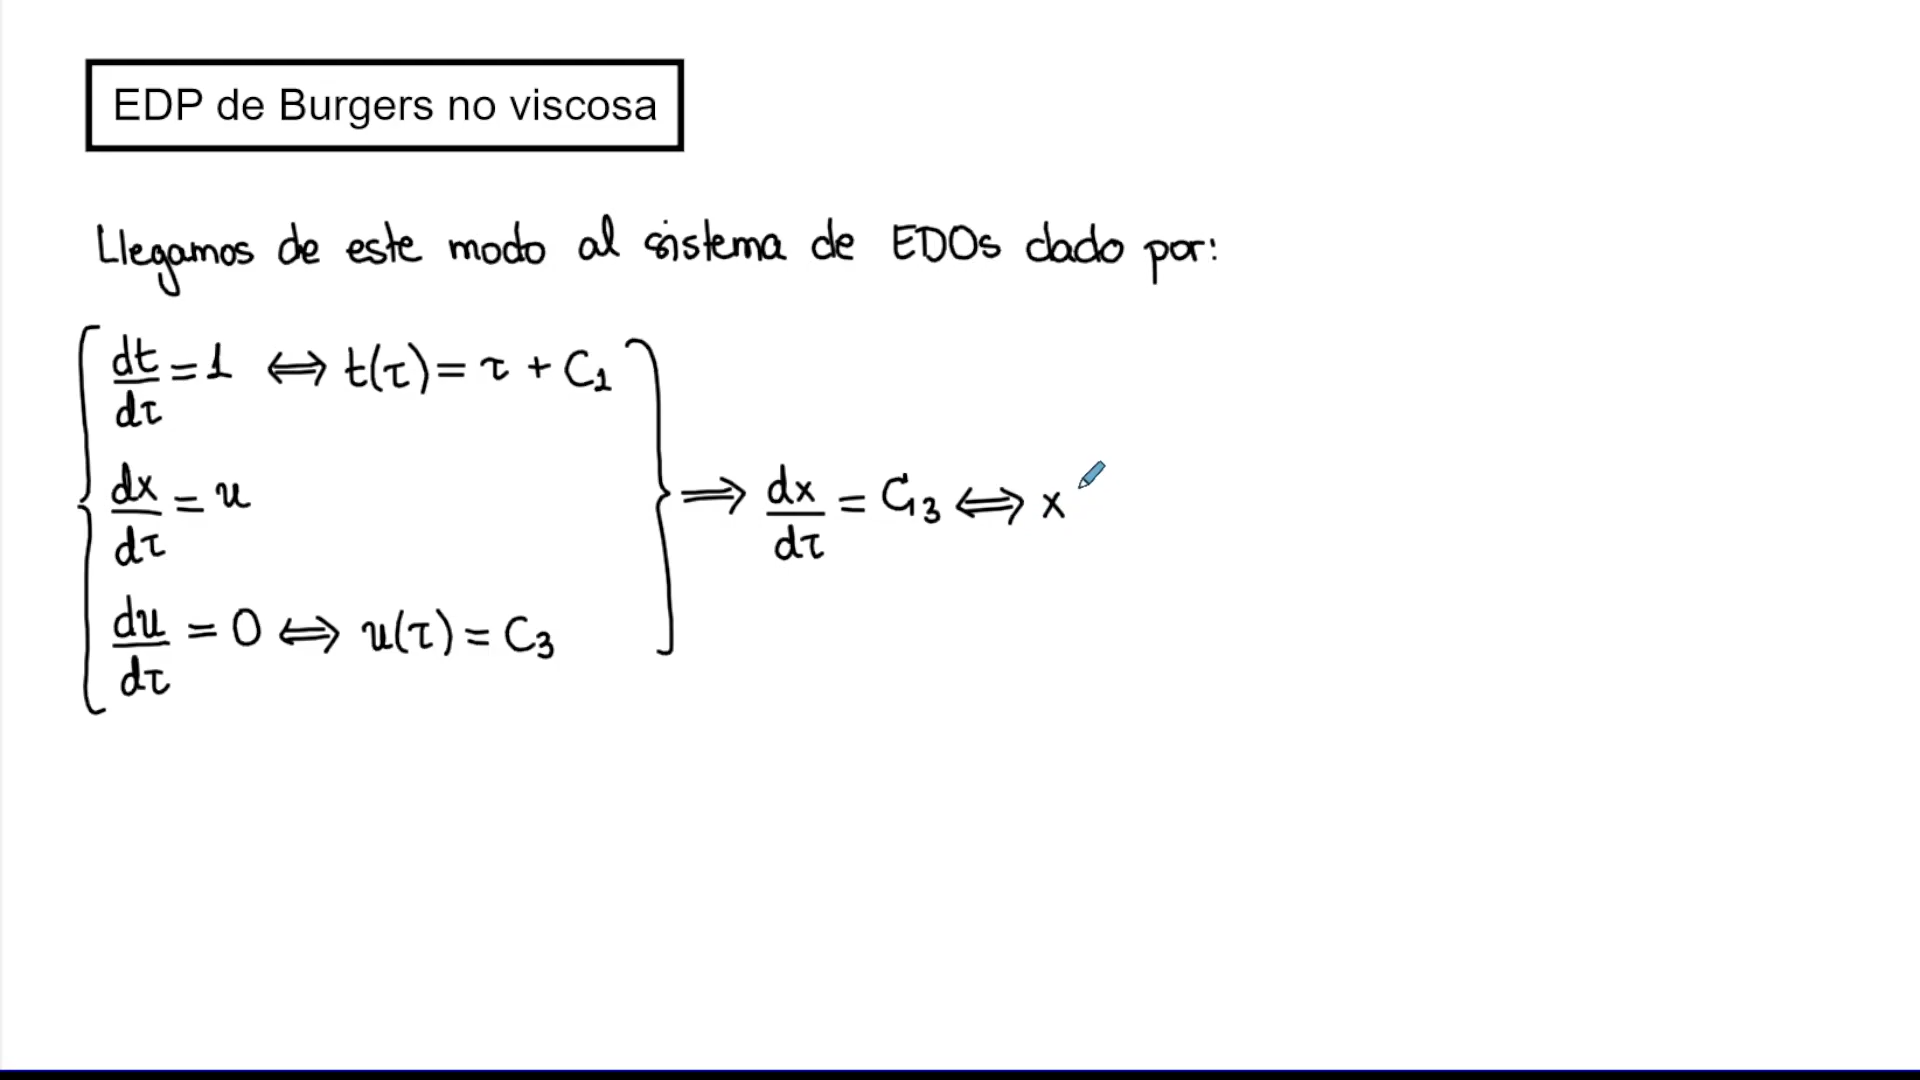 EDP de Burgers no viscosa
Llegamos de este modo al sistema de EDOs dado por:
dt/dτ = 1 ⟺ t(τ) = τ + C₁
dx/dτ = u
du/dτ = 0 ⟺ u(τ) = C₃
⟹ dx/dτ = C₃ ⟺ x